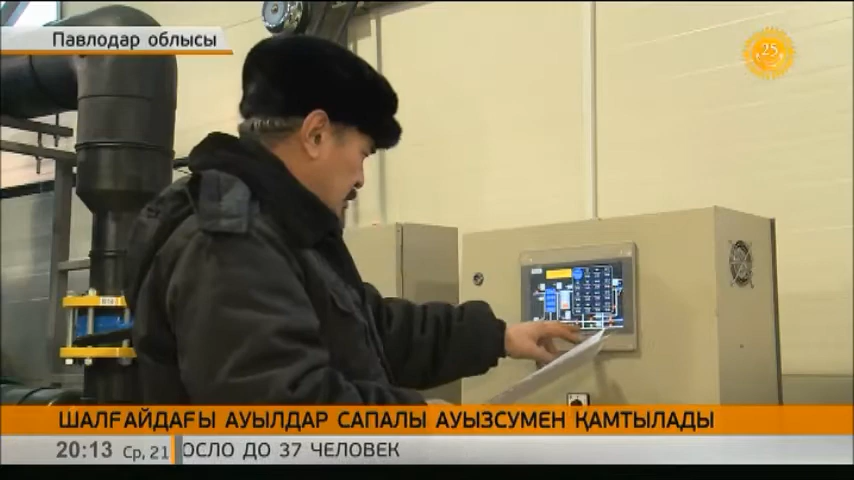 Павлодар облысы
25
ШАЛҒАЙДАҒЫ АУЫЛДАР САПАЛЫ АУЫЗСУМЕН ҚАМТЫЛАДЫ
20:13 Ср, 21 ОСЛО ДО 37 ЧЕЛОВЕК